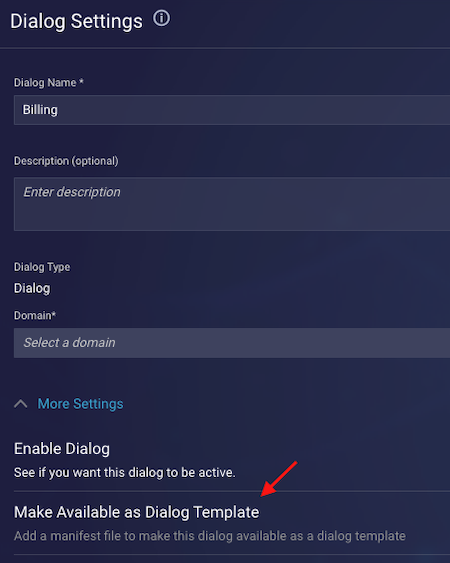 Dialog Settings
Dialog Name *
Billing
Description (optional)
Enter description
Dialog Type
Dialog
Domain*
Select a domain
More Settings
Enable Dialog
See if you want this dialog to be active.
Make Available as Dialog Template
Add a manifest file to make this dialog available as a dialog template